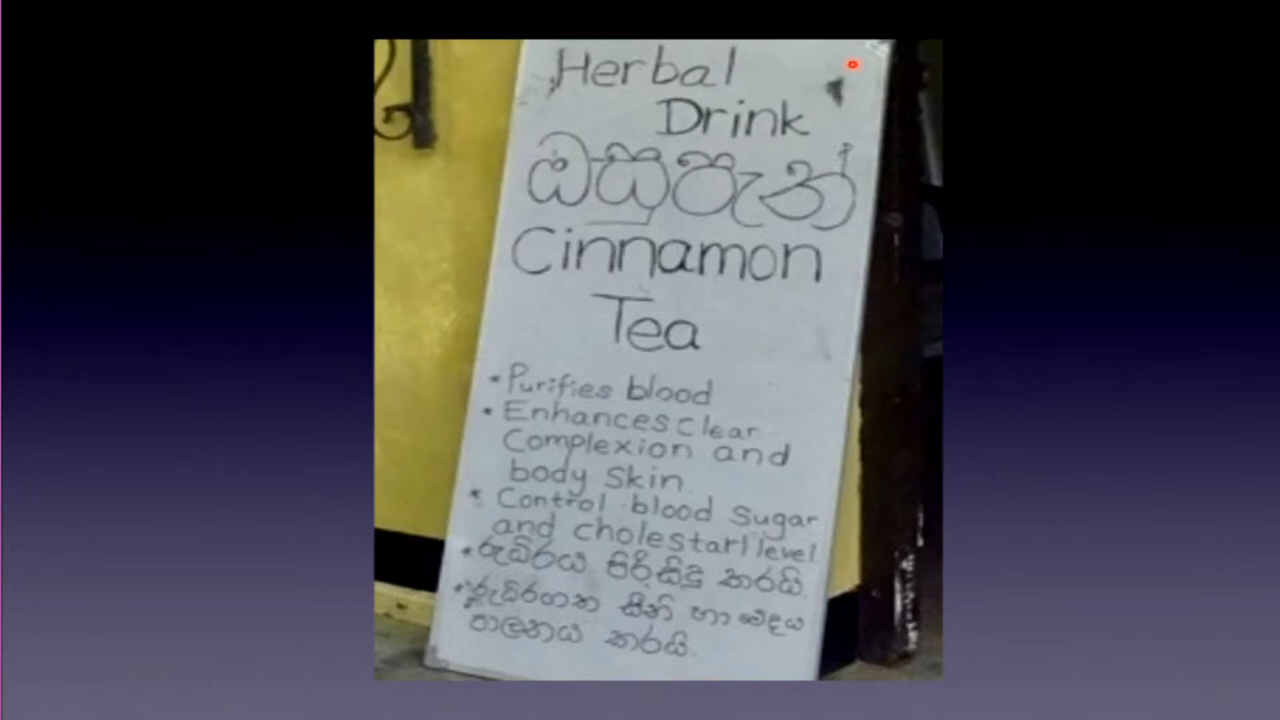 Herbal
Drink
ඔසුපැන්
Cinnamon
Tea
• Purifies blood
• Enhances clear
Complexion and
body Skin
• Control blood Sugar
and cholestarl level
• රුධිරය පිරිසිදු කරයි.
• රුධිරගත සීනි හා මේදය
පාලනය කරයි.